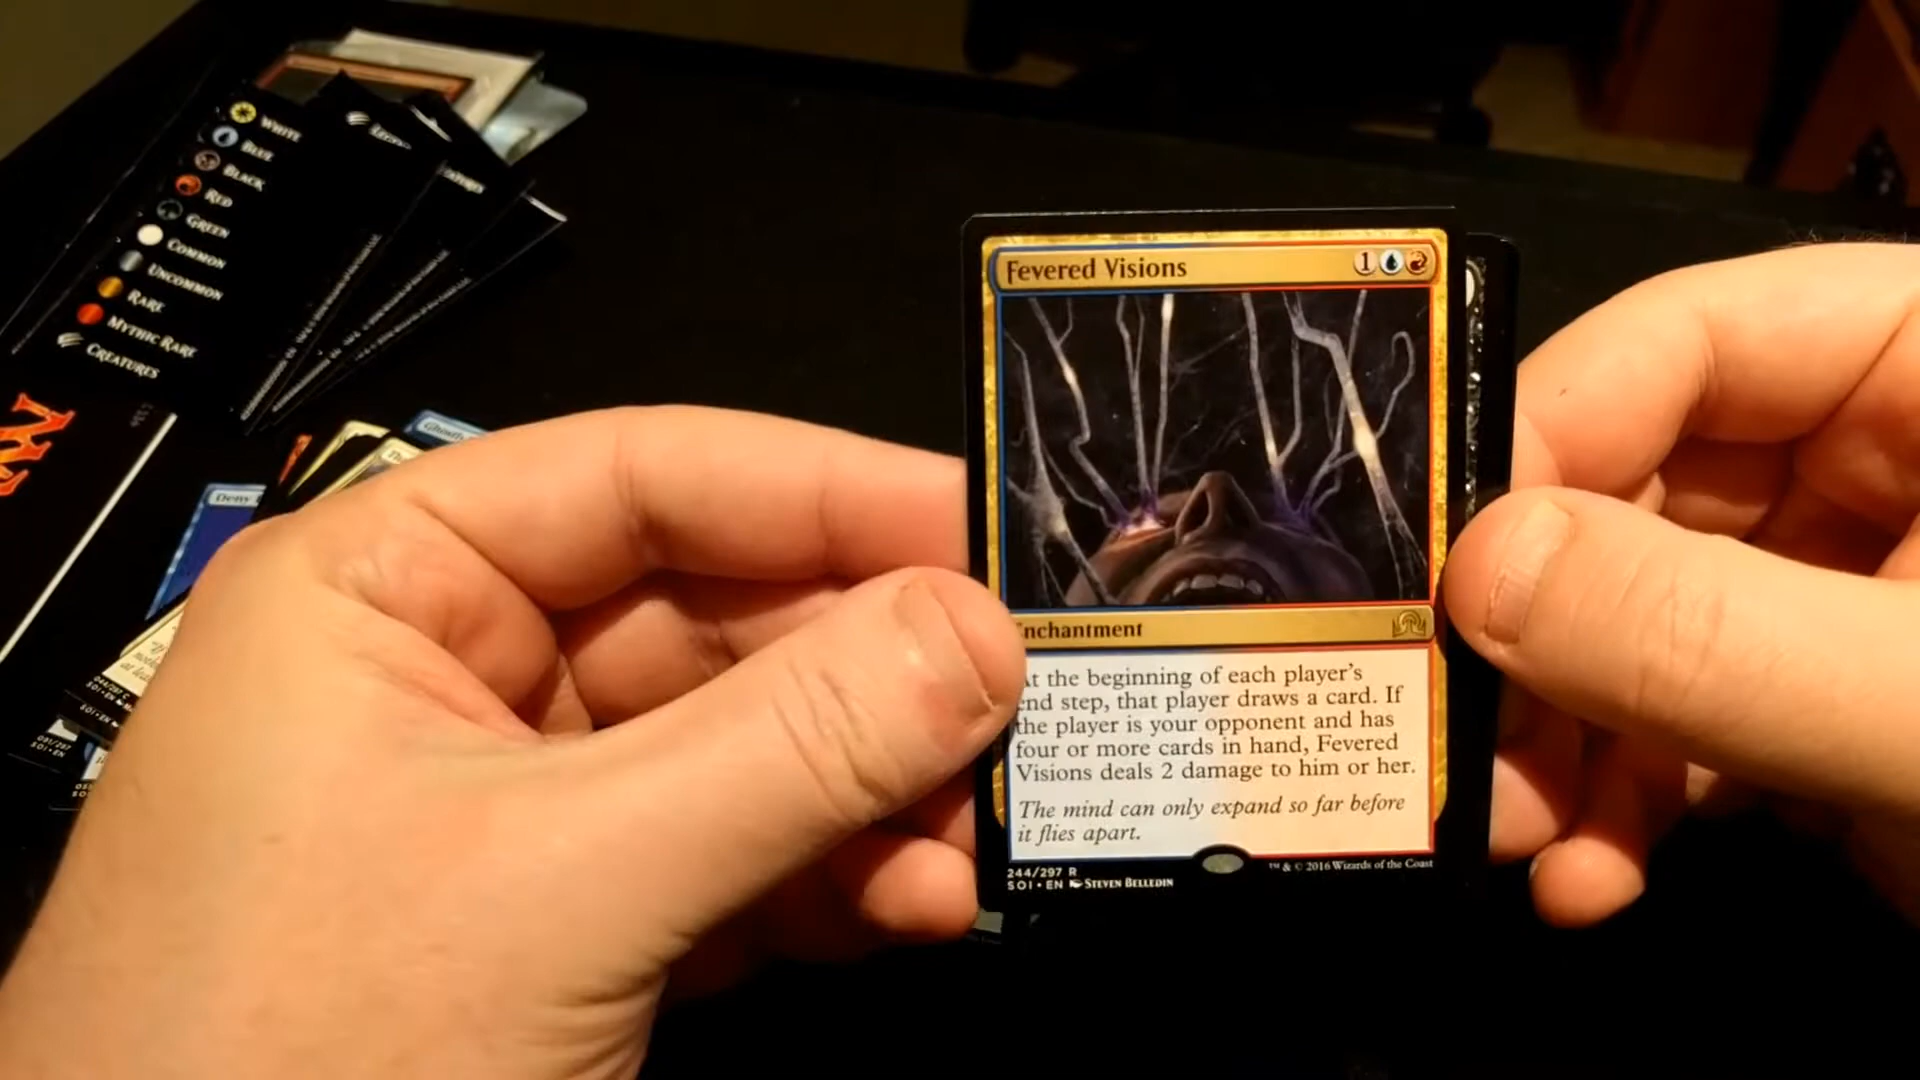 WHITE
BLUE
BLACK
RED
GREEN
COMMON
UNCOMMON
RARE
MYTHIC RARE
CREATURES
Deny
Fevered Visions
1
nchantment
t the beginning of each player's
nd step, that player draws a card. If
the player is your opponent and has
four or more cards in hand, Fevered
Visions deals 2 damage to him or her.
The mind can only expand so far before
it flies apart.
244/297 R
SOI • EN Steven Belledin
™ & © 2016 Wizards of the Coast